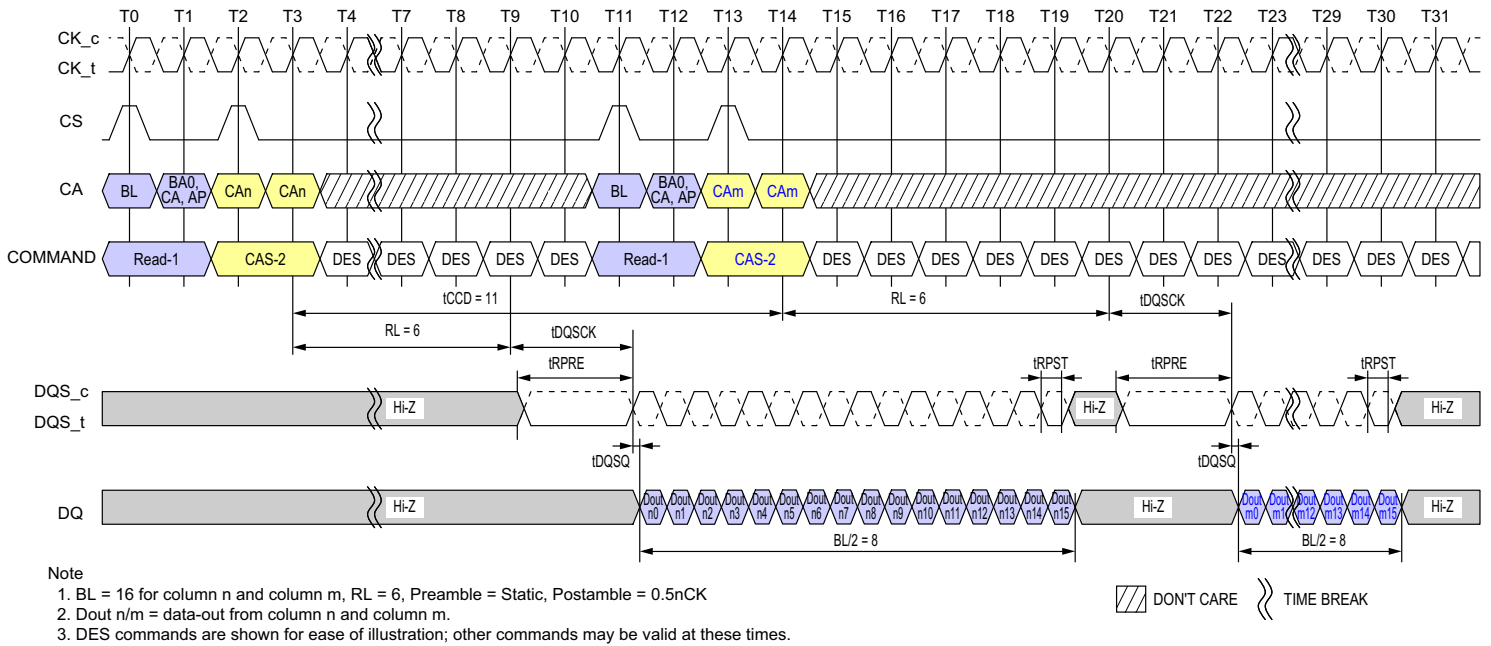 T0 T1 T2 T3 T4 T7 T8 T9 T10 T11 T12 T13 T14 T15 T16 T17 T18 T19 T20 T21 T22 T23 T29 T30 T31
CK_c
CK_t
CS
CA BL BA0, CA, AP CAn CAn BL BA0, CA, AP CAm CAm
COMMAND Read-1 CAS-2 DES DES DES DES DES Read-1 CAS-2 DES DES DES DES DES DES DES DES DES DES DES DES
tCCD = 11 RL = 6 tDQSCK
RL = 6 tDQSCK
tRPRE tRPST tRPRE tRPST
DQS_c
DQS_t
Hi-Z Hi-Z Hi-Z
tDQSQ tDQSQ
DQ Hi-Z Dout n0 Dout n1 Dout n2 Dout n3 Dout n4 Dout n5 Dout n6 Dout n7 Dout n8 Dout n9 Dout n10 Dout n11 Dout n12 Dout n13 Dout n14 Dout n15 Hi-Z Dout m0 Dout m1 Dout m12 Dout m13 Dout m14 Dout m15 Hi-Z
BL/2 = 8 BL/2 = 8
Note
1. BL = 16 for column n and column m, RL = 6, Preamble = Static, Postamble = 0.5nCK
2. Dout n/m = data-out from column n and column m.
3. DES commands are shown for ease of illustration; other commands may be valid at these times.
DON'T CARE TIME BREAK